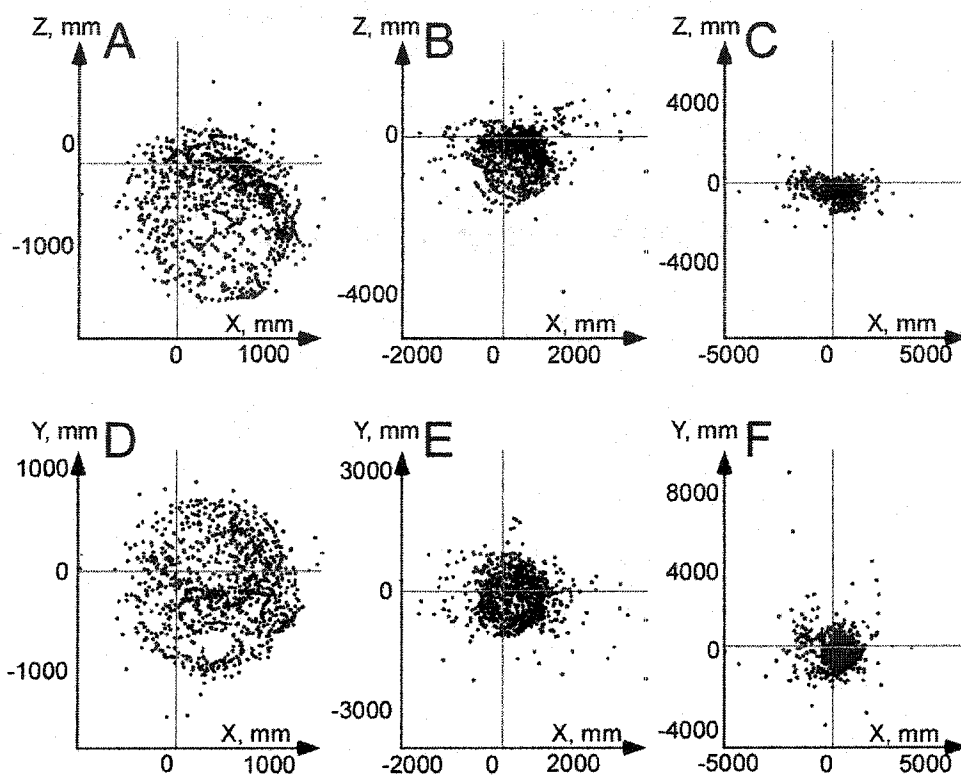 Z, mm A
0
-1000
X, mm
0 1000
Z, mm B
0
-4000
X, mm
-2000 0 2000
Z, mm C
4000
0
-4000
X, mm
-5000 0 5000
Y, mm D
1000
0
-1000
X, mm
0 1000
Y, mm E
3000
0
-3000
X, mm
-2000 0 2000
Y, mm F
8000
4000
0
-4000
X, mm
-5000 0 5000